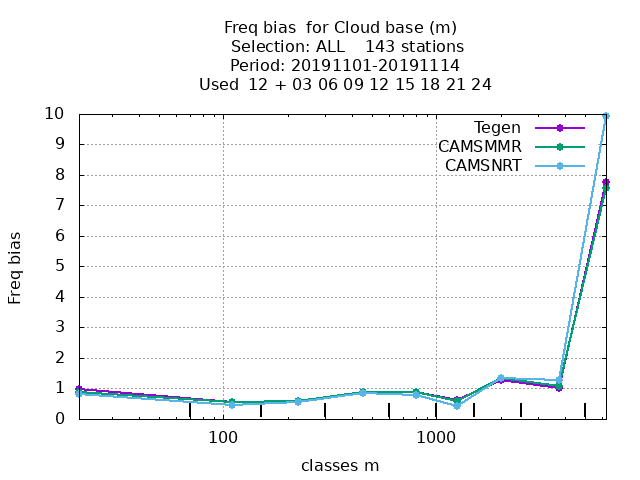 Freq bias  for Cloud base (m)
Selection: ALL    143 stations
Period: 20191101-20191114
Used  12 + 03 06 09 12 15 18 21 24
10
9
8
7
6
5
4
3
2
1
0
Freq bias
Tegen
CAMSMMR
CAMSNRT
100
1000
classes m